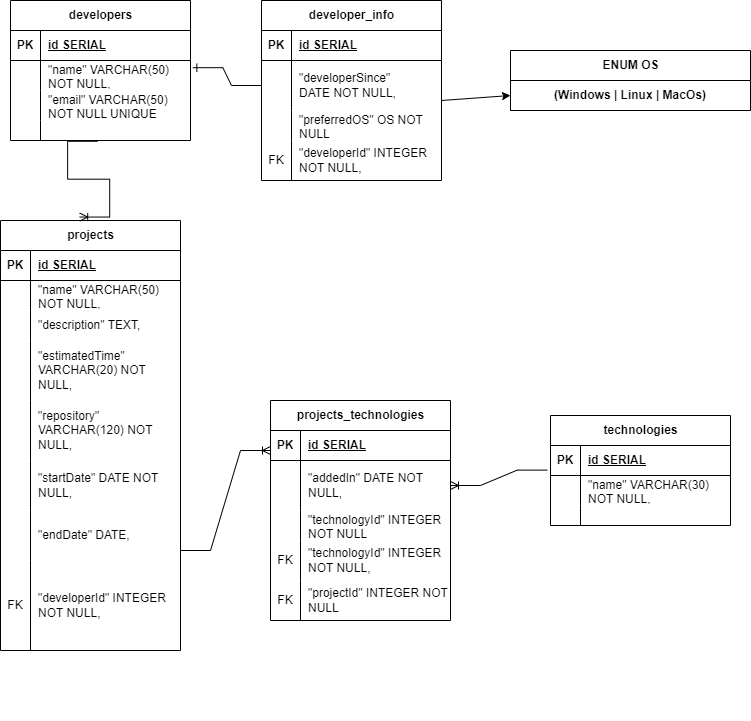 developers
PK id SERIAL
"name" VARCHAR(50)
NOT NULL,
"email" VARCHAR(50)
NOT NULL UNIQUE
developer_info
PK id SERIAL
"developerSince"
DATE NOT NULL,
"preferredOS" OS NOT
NULL
FK "developerId" INTEGER
NOT NULL,
ENUM OS
(Windows | Linux | MacOs)
projects
PK id SERIAL
"name" VARCHAR(50)
NOT NULL,
"description" TEXT,
"estimatedTime"
VARCHAR(20) NOT
NULL,
"repository"
VARCHAR(120) NOT
NULL,
"startDate" DATE NOT
NULL,
"endDate" DATE,
FK "developerId" INTEGER
NOT NULL,
projects_technologies
PK id SERIAL
"addedIn" DATE NOT
NULL,
"technologyId" INTEGER
NOT NULL
FK "technologyId" INTEGER
NOT NULL,
FK "projectId" INTEGER NOT
NULL
technologies
PK id SERIAL
"name" VARCHAR(30)
NOT NULL,